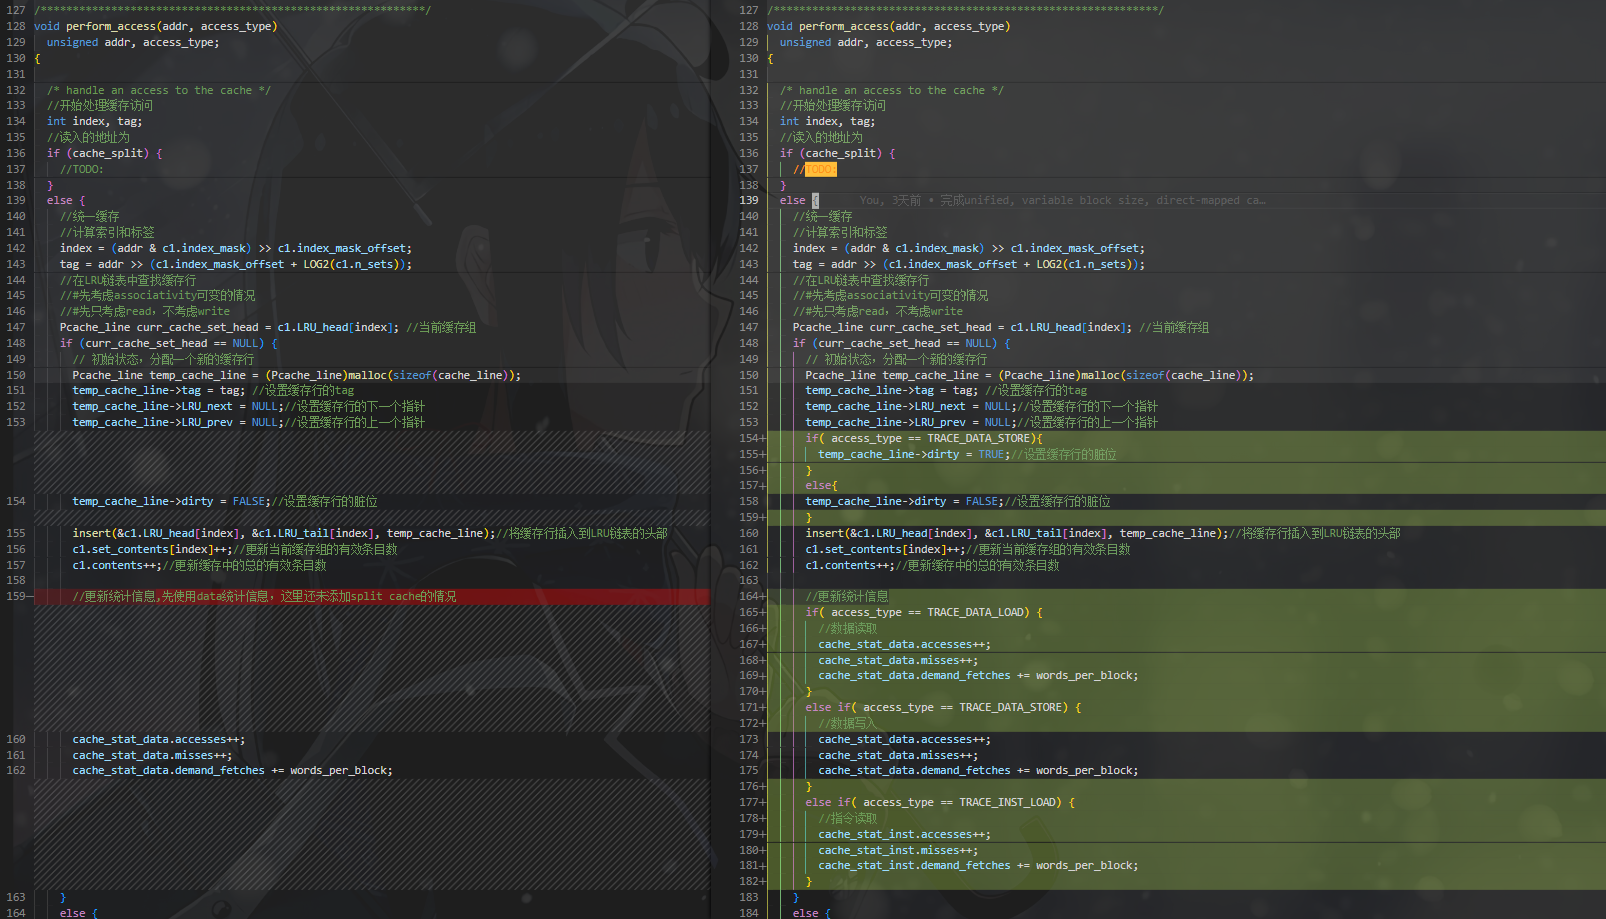 127 /************************************************************/
128 void perform_access(addr, access_type)
129 unsigned addr, access_type;
130 {
131
132 /* handle an access to the cache */
133 //开始处理缓存访问
134 int index, tag;
135 //读入的地址为
136 if (cache_split) {
137 //TODO:
138 }
139 else {
140 //统一缓存
141 //计算索引和标签
142 index = (addr & c1.index_mask) >> c1.index_mask_offset;
143 tag = addr >> (c1.index_mask_offset + LOG2(c1.n_sets));
144 //在LRU链表中查找缓存行
145 //#先考虑associativity可变的情况
146 //#先只考虑read，不考虑write
147 Pcache_line curr_cache_set_head = c1.LRU_head[index]; //当前缓存组
148 if (curr_cache_set_head == NULL) {
149 // 初始状态，分配一个新的缓存行
150 Pcache_line temp_cache_line = (Pcache_line)malloc(sizeof(cache_line));
151 temp_cache_line->tag = tag; //设置缓存行的tag
152 temp_cache_line->LRU_next = NULL;//设置缓存行的下一个指针
153 temp_cache_line->LRU_prev = NULL;//设置缓存行的上一个指针
154 temp_cache_line->dirty = FALSE;//设置缓存行的脏位
155 insert(&c1.LRU_head[index], &c1.LRU_tail[index], temp_cache_line);//将缓存行插入到LRU链表的头部
156 c1.set_contents[index]++;//更新当前缓存组的有效条目数
157 c1.contents++;//更新缓存中的总的有效条目数
158
159− //更新统计信息,先使用data统计信息，这里还未添加split cache的情况
160 cache_stat_data.accesses++;
161 cache_stat_data.misses++;
162 cache_stat_data.demand_fetches += words_per_block;
163 }
164 else {
127 /************************************************************/
128 void perform_access(addr, access_type)
129 unsigned addr, access_type;
130 {
131
132 /* handle an access to the cache */
133 //开始处理缓存访问
134 int index, tag;
135 //读入的地址为
136 if (cache_split) {
137 //TODO:
138 }
139 else { You, 3天前 • 完成unified, variable block size, direct-mapped ca…
140 //统一缓存
141 //计算索引和标签
142 index = (addr & c1.index_mask) >> c1.index_mask_offset;
143 tag = addr >> (c1.index_mask_offset + LOG2(c1.n_sets));
144 //在LRU链表中查找缓存行
145 //#先考虑associativity可变的情况
146 //#先只考虑read，不考虑write
147 Pcache_line curr_cache_set_head = c1.LRU_head[index]; //当前缓存组
148 if (curr_cache_set_head == NULL) {
149 // 初始状态，分配一个新的缓存行
150 Pcache_line temp_cache_line = (Pcache_line)malloc(sizeof(cache_line));
151 temp_cache_line->tag = tag; //设置缓存行的tag
152 temp_cache_line->LRU_next = NULL;//设置缓存行的下一个指针
153 temp_cache_line->LRU_prev = NULL;//设置缓存行的上一个指针
154+ if( access_type == TRACE_DATA_STORE){
155+ temp_cache_line->dirty = TRUE;//设置缓存行的脏位
156+ }
157+ else{
158 temp_cache_line->dirty = FALSE;//设置缓存行的脏位
159+ }
160 insert(&c1.LRU_head[index], &c1.LRU_tail[index], temp_cache_line);//将缓存行插入到LRU链表的头部
161 c1.set_contents[index]++;//更新当前缓存组的有效条目数
162 c1.contents++;//更新缓存中的总的有效条目数
163
164+ //更新统计信息
165+ if( access_type == TRACE_DATA_LOAD) {
166+ //数据读取
167+ cache_stat_data.accesses++;
168+ cache_stat_data.misses++;
169+ cache_stat_data.demand_fetches += words_per_block;
170+ }
171+ else if( access_type == TRACE_DATA_STORE) {
172+ //数据写入
173 cache_stat_data.accesses++;
174 cache_stat_data.misses++;
175 cache_stat_data.demand_fetches += words_per_block;
176+ }
177+ else if( access_type == TRACE_INST_LOAD) {
178+ //指令读取
179+ cache_stat_inst.accesses++;
180+ cache_stat_inst.misses++;
181+ cache_stat_inst.demand_fetches += words_per_block;
182+ }
183 }
184 else {